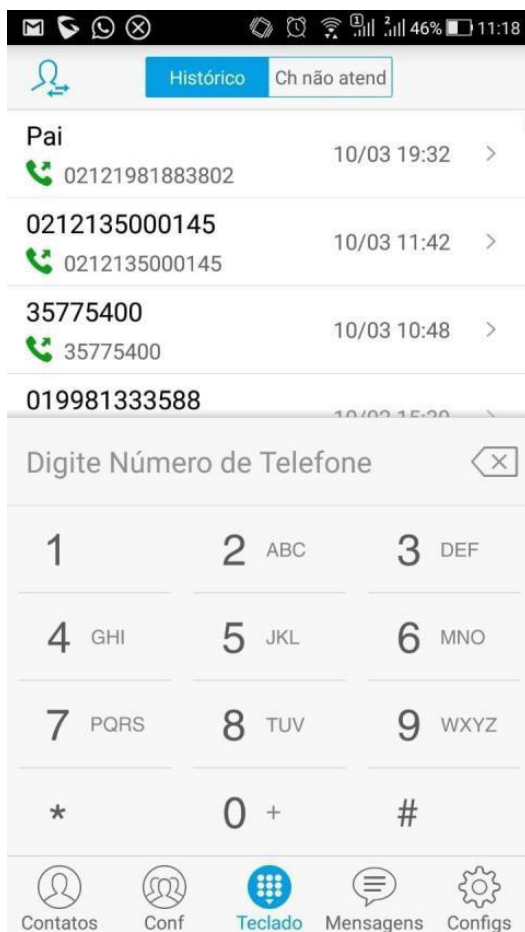 1 2 46% 11:18
Histórico Ch não atend
Pai
02121981883802 10/03 19:32 >
0212135000145
0212135000145 10/03 11:42 >
35775400
35775400 10/03 10:48 >
019981333588
Digite Número de Telefone
1 2 ABC 3 DEF
4 GHI 5 JKL 6 MNO
7 PQRS 8 TUV 9 WXYZ
* 0 + #
Contatos Conf Teclado Mensagens Configs